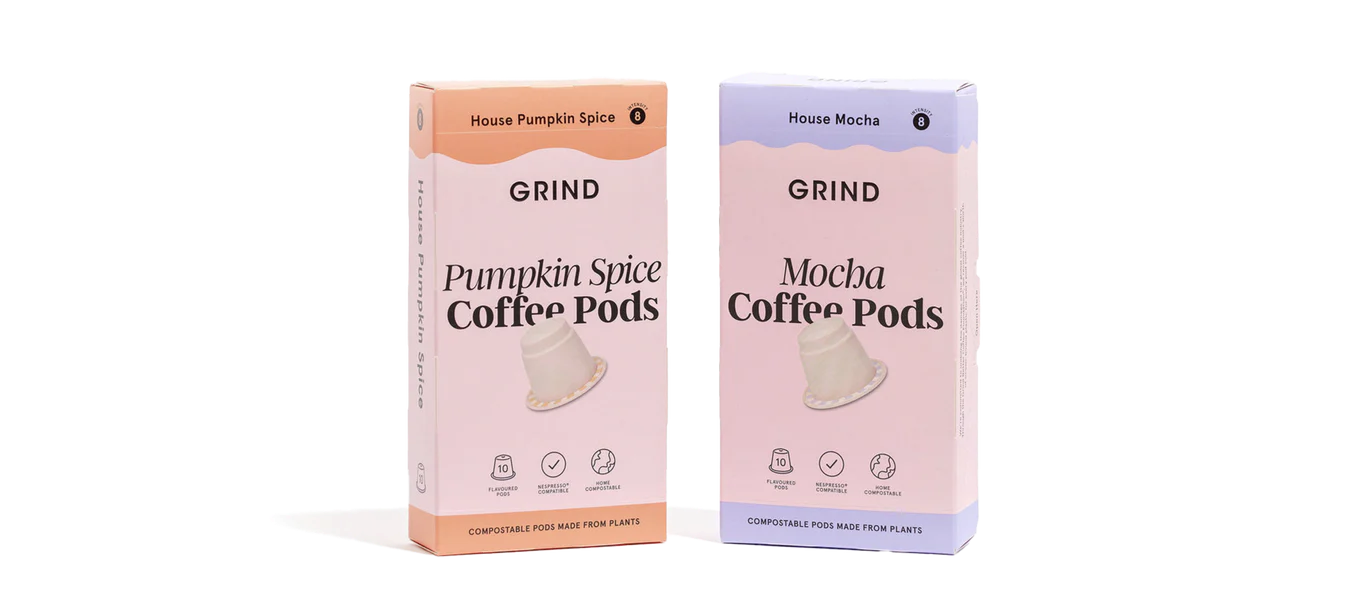 House Pumpkin Spice
INTENSITY
8
GRIND
Pumpkin Spice
Coffee Pods
10
FLAVOURED
PODS
NESPRESSO®
COMPATIBLE
HOME
COMPOSTABLE
COMPOSTABLE PODS MADE FROM PLANTS
House Pumpkin Spice
GRIND
House Mocha
INTENSITY
8
GRIND
Mocha
Coffee Pods
10
FLAVOURED
PODS
NESPRESSO®
COMPATIBLE
HOME
COMPOSTABLE
COMPOSTABLE PODS MADE FROM PLANTS